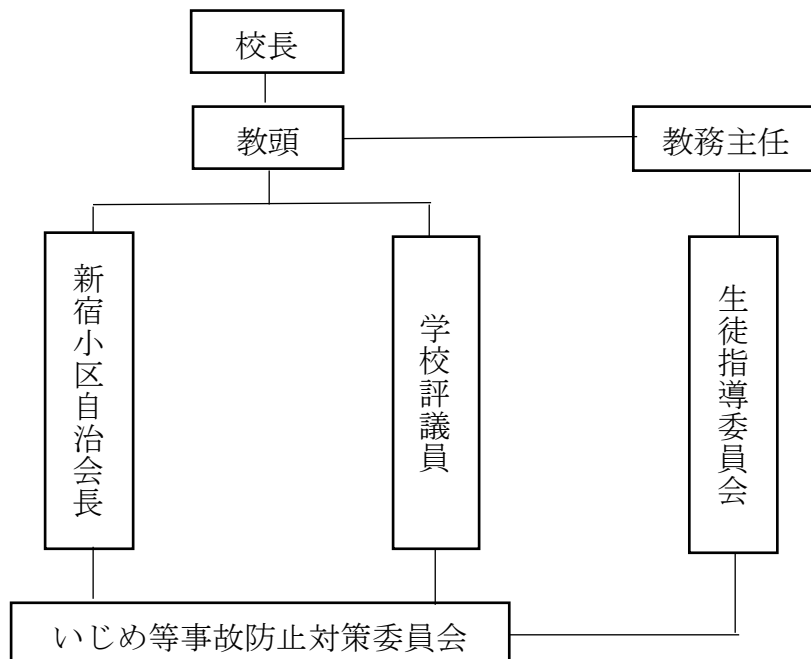 校長
教頭
教務主任
新宿小区自治会長
学校評議員
生徒指導委員会
いじめ等事故防止対策委員会